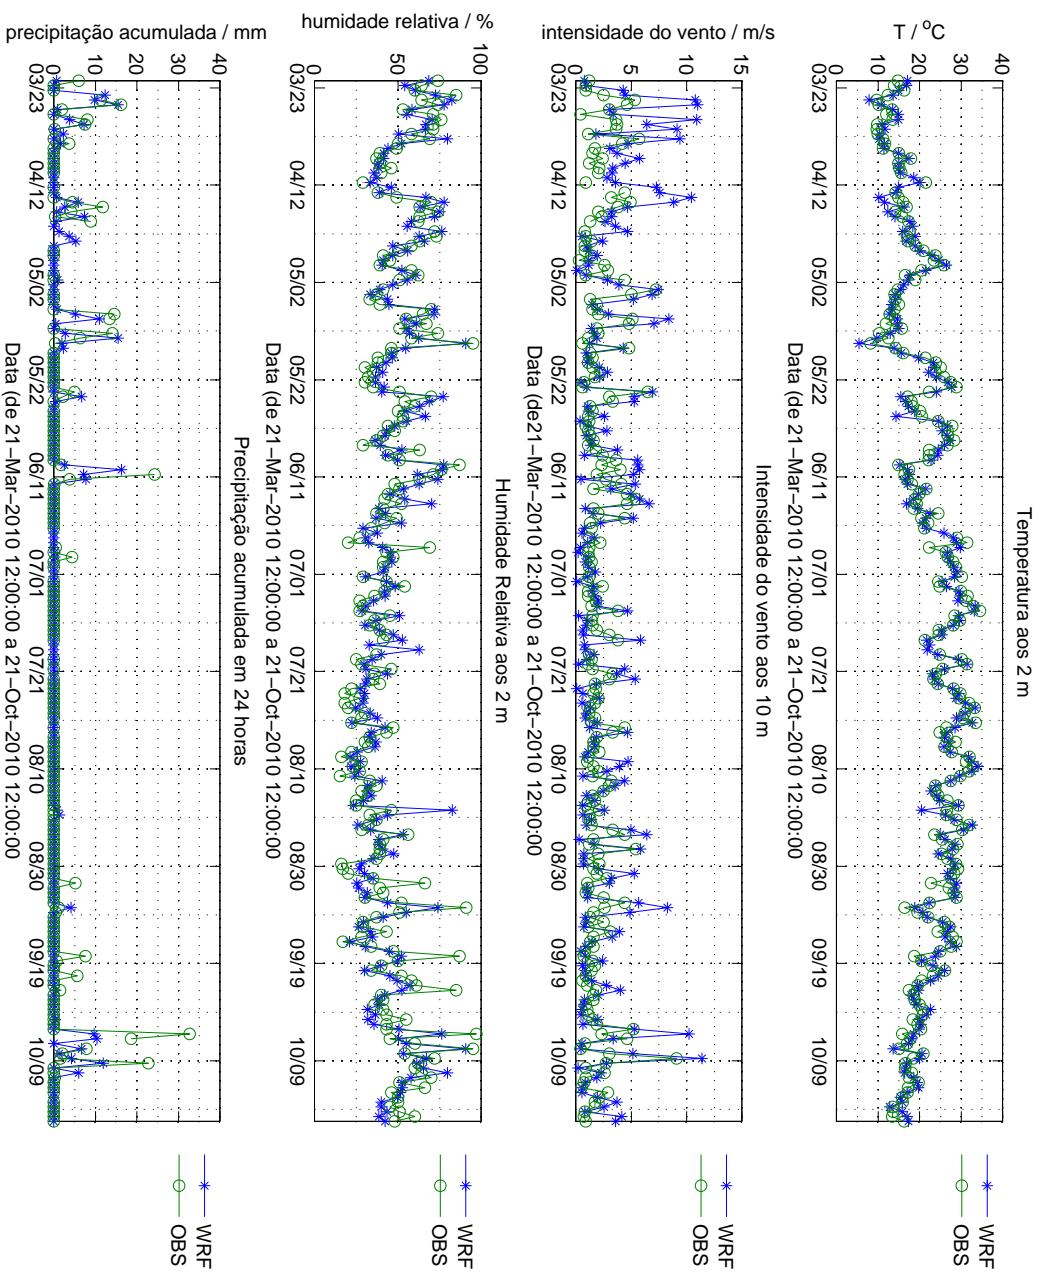 Temperatura aos 2 m
T / °C
40
30
20
10
0
03/23 04/12 05/02 05/22 06/11 07/01 07/21 08/10 08/30 09/19 10/09
Data (de 21−Mar−2010 12:00:00 a 21−Oct−2010 12:00:00
WRF
OBS
Intensidade do vento aos 10 m
intensidade do vento / m/s
15
10
5
0
03/23 04/12 05/02 05/22 06/11 07/01 07/21 08/10 08/30 09/19 10/09
Data (de21−Mar−2010 12:00:00 a 21−Oct−2010 12:00:00
WRF
OBS
Humidade Relativa aos 2 m
humidade relativa / %
100
50
0
03/23 04/12 05/02 05/22 06/11 07/01 07/21 08/10 08/30 09/19 10/09
Data (de 21−Mar−2010 12:00:00 a 21−Oct−2010 12:00:00
WRF
OBS
Precipitação acumulada em 24 horas
precipitação acumulada / mm
40
30
20
10
0
03/23 04/12 05/02 05/22 06/11 07/01 07/21 08/10 08/30 09/19 10/09
Data (de 21−Mar−2010 12:00:00 a 21−Oct−2010 12:00:00
WRF
OBS